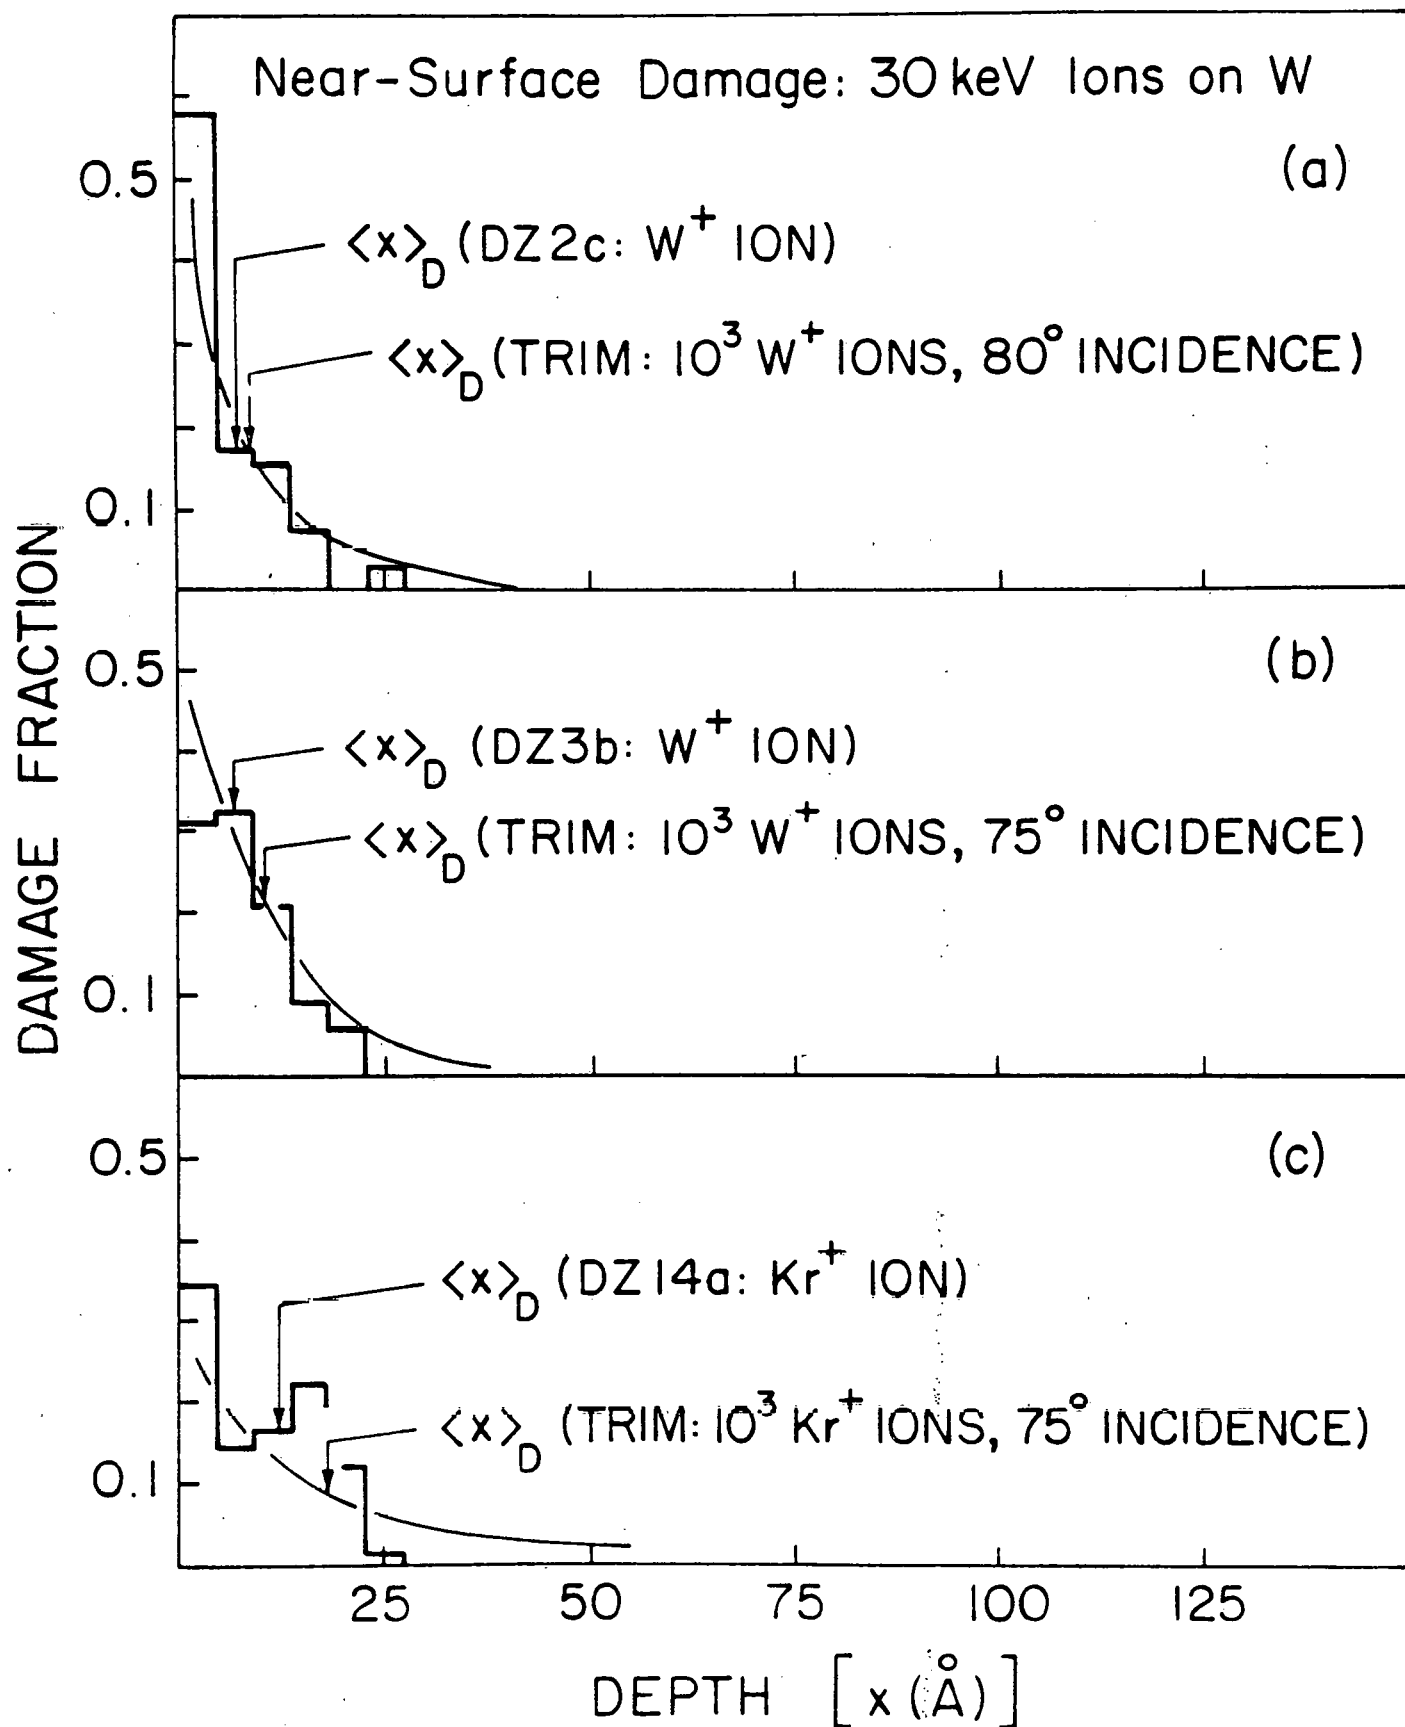 Near-Surface Damage: 30 keV Ions on W
(a)
0.5
<x>D (DZ2c: W+ ION)
<x>D (TRIM: 10³ W+ IONS, 80° INCIDENCE)
0.1
(b)
0.5
<x>D (DZ3b: W+ ION)
<x>D (TRIM: 10³ W+ IONS, 75° INCIDENCE)
0.1
(c)
0.5
<x>D (DZ14a: Kr+ ION)
<x>D (TRIM: 10³ Kr+ IONS, 75° INCIDENCE)
0.1
DAMAGE FRACTION
25 50 75 100 125
DEPTH [x(Å)]